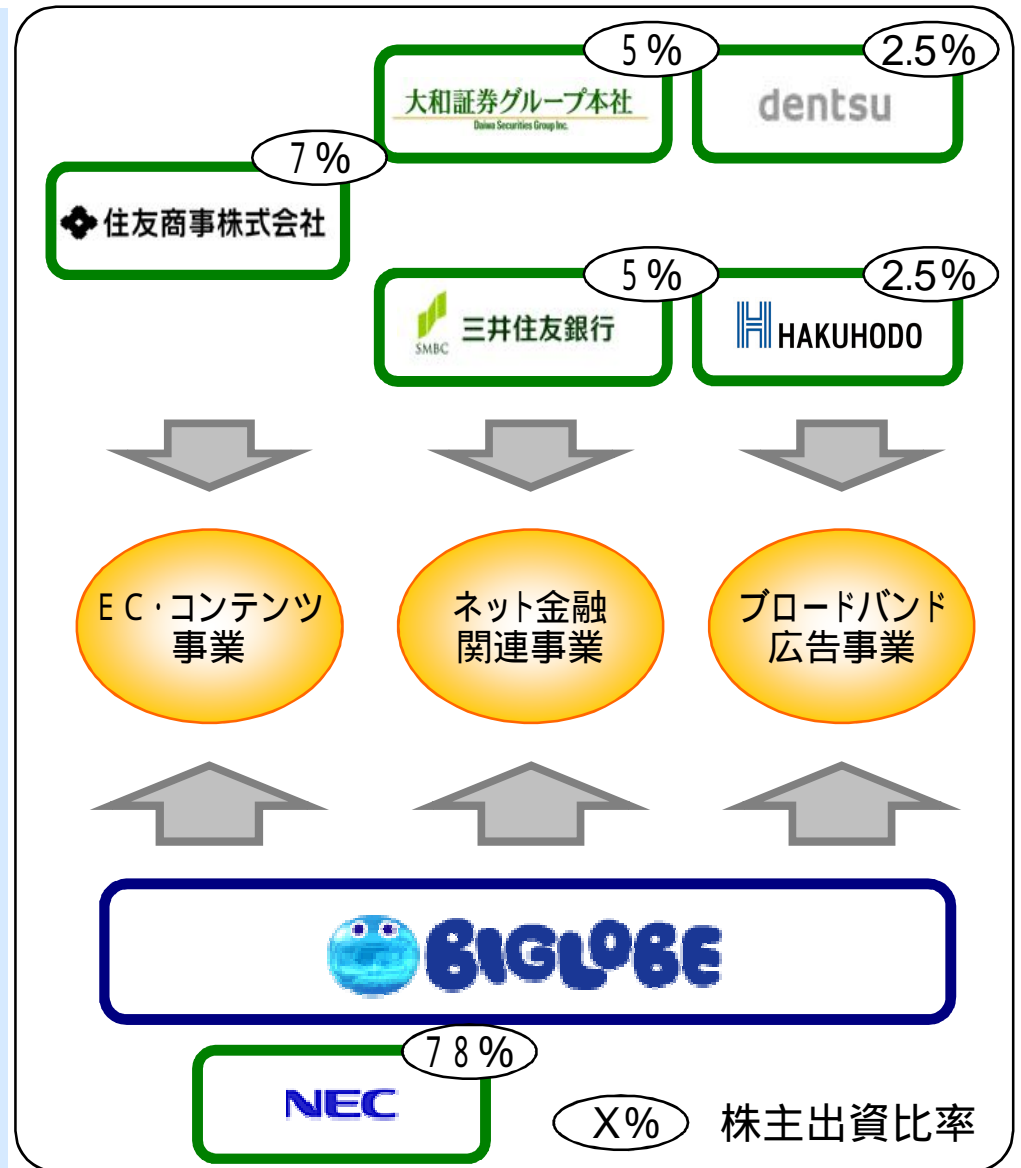 5%
大和証券グループ本社
Daiwa Securities Group Inc.
2.5%
dentsu
7%
住友商事株式会社
5%
SMBC 三井住友銀行
2.5%
HAKUHODO
EC・コンテンツ
事業
ネット金融
関連事業
ブロードバンド
広告事業
BIGLOBE
78%
NEC
X% 株主出資比率